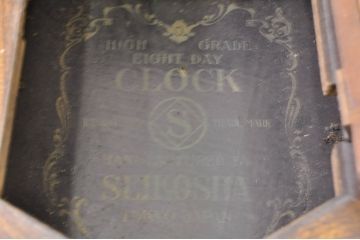 HIGH GRADE
EIGHT DAY
CLOCK
S
TRADE MARK
MANUFACTURED BY
SEIKOSHA
TOKYO JAPAN